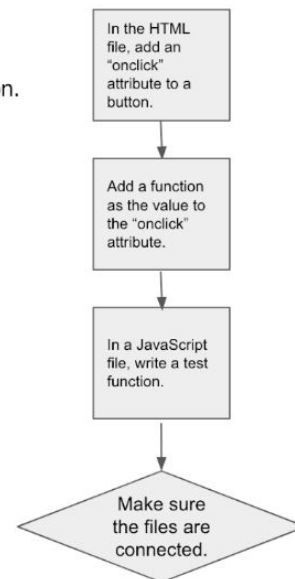 In the HTML
file, add an
“onclick”
attribute to a
button.
Add a function
as the value to
the “onclick”
attribute.
In a JavaScript
file, write a test
function.
Make sure
the files are
connected.